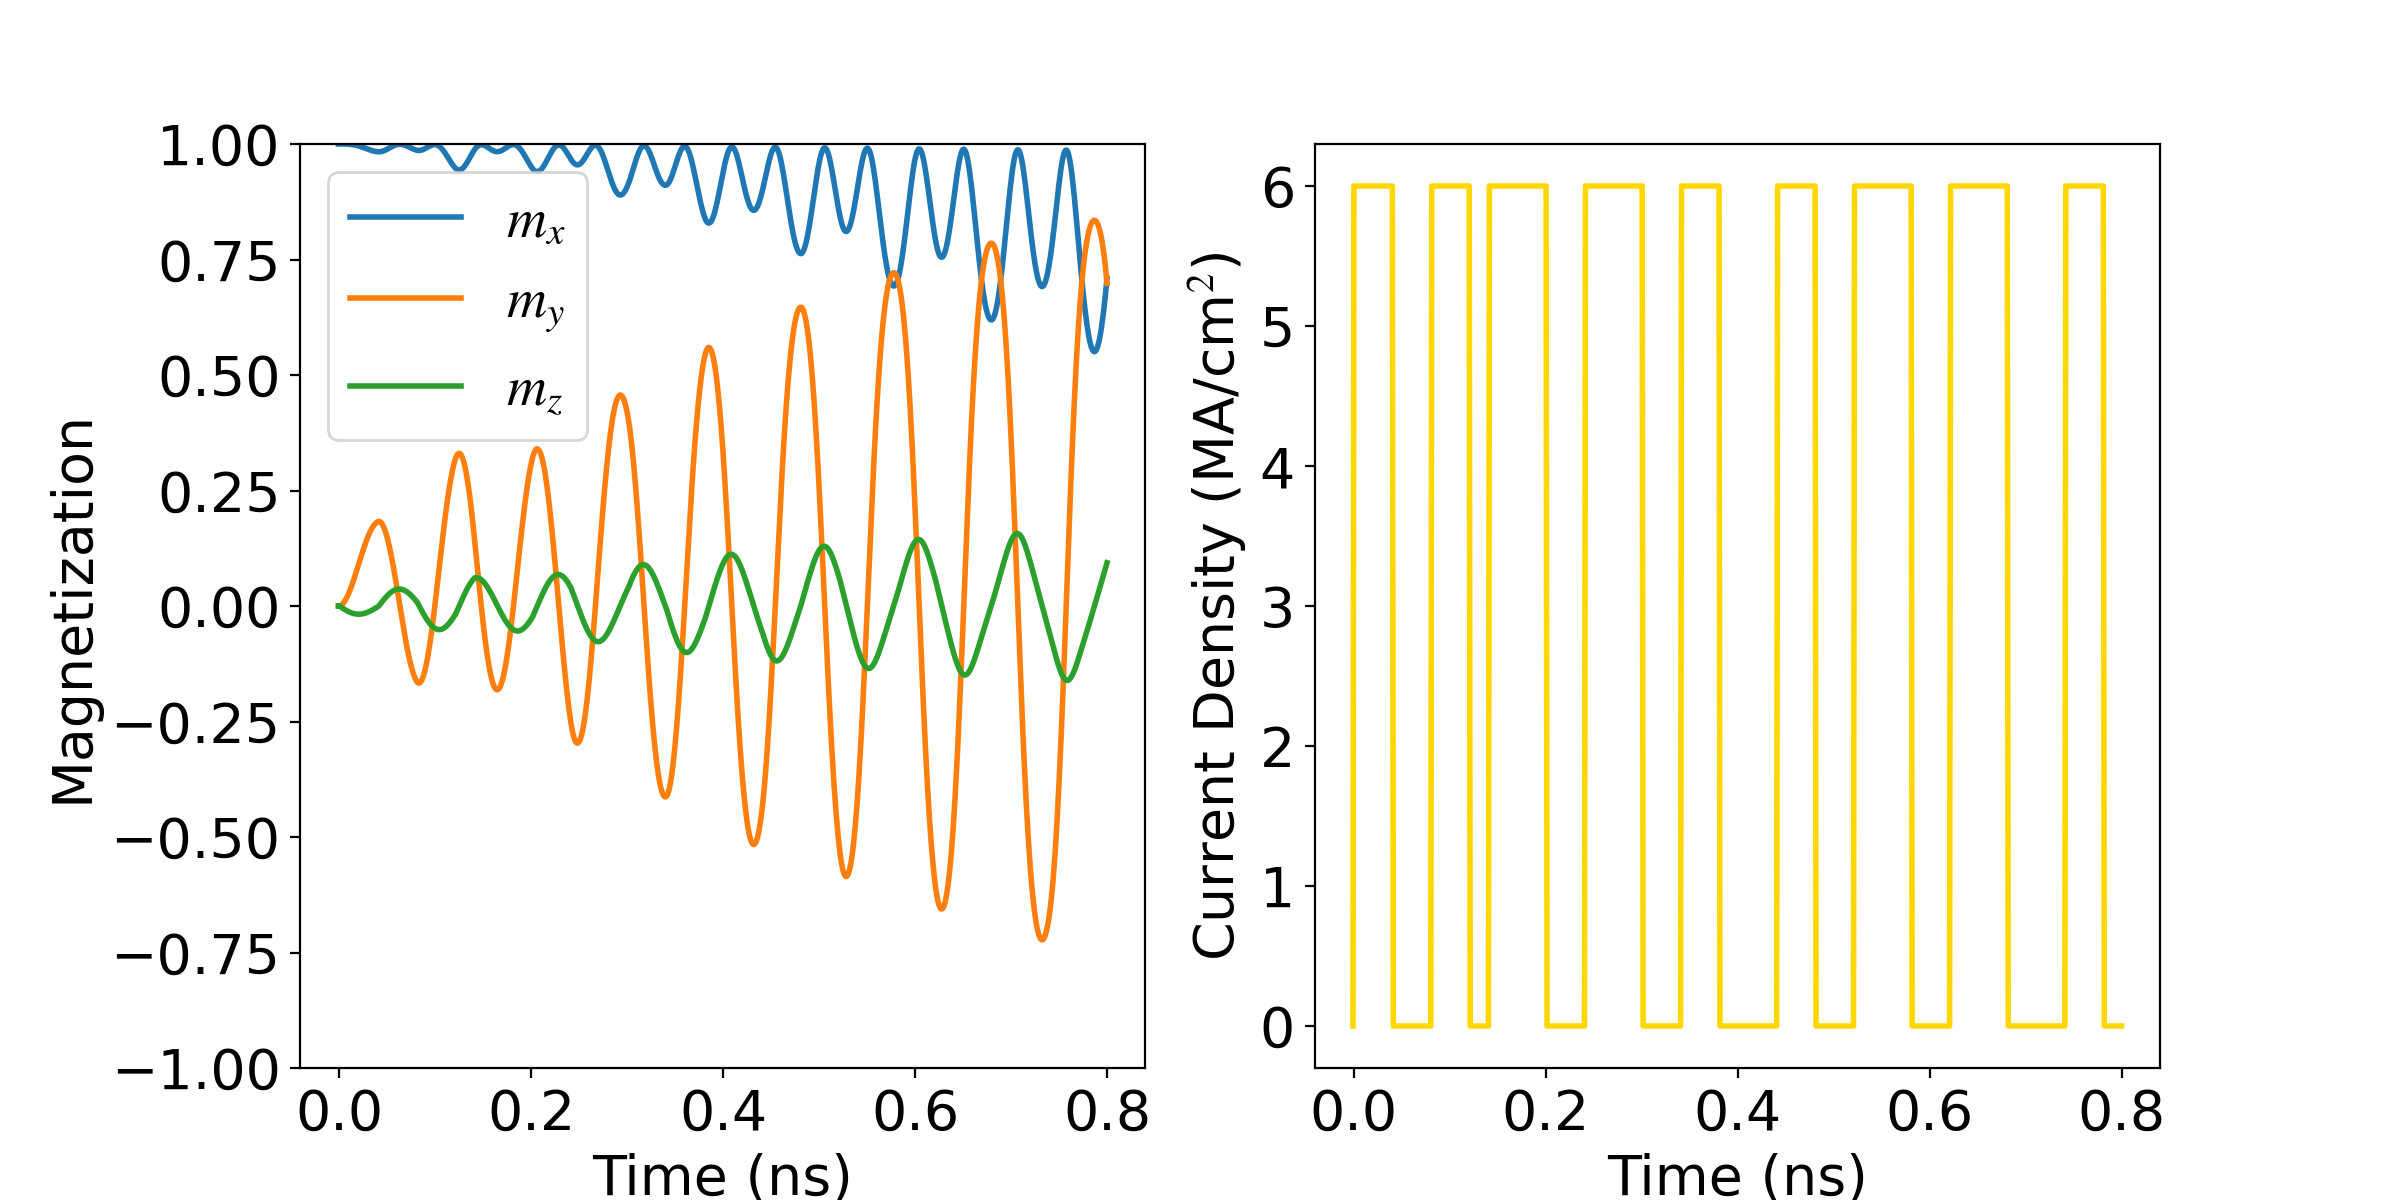 1.00
0.75
0.50
0.25
0.00
−0.25
−0.50
−0.75
−1.00
Magnetization
m_x
m_y
m_z
0.0 0.2 0.4 0.6 0.8
Time (ns)
6
5
4
3
2
1
0
Current Density (MA/cm²)
0.0 0.2 0.4 0.6 0.8
Time (ns)